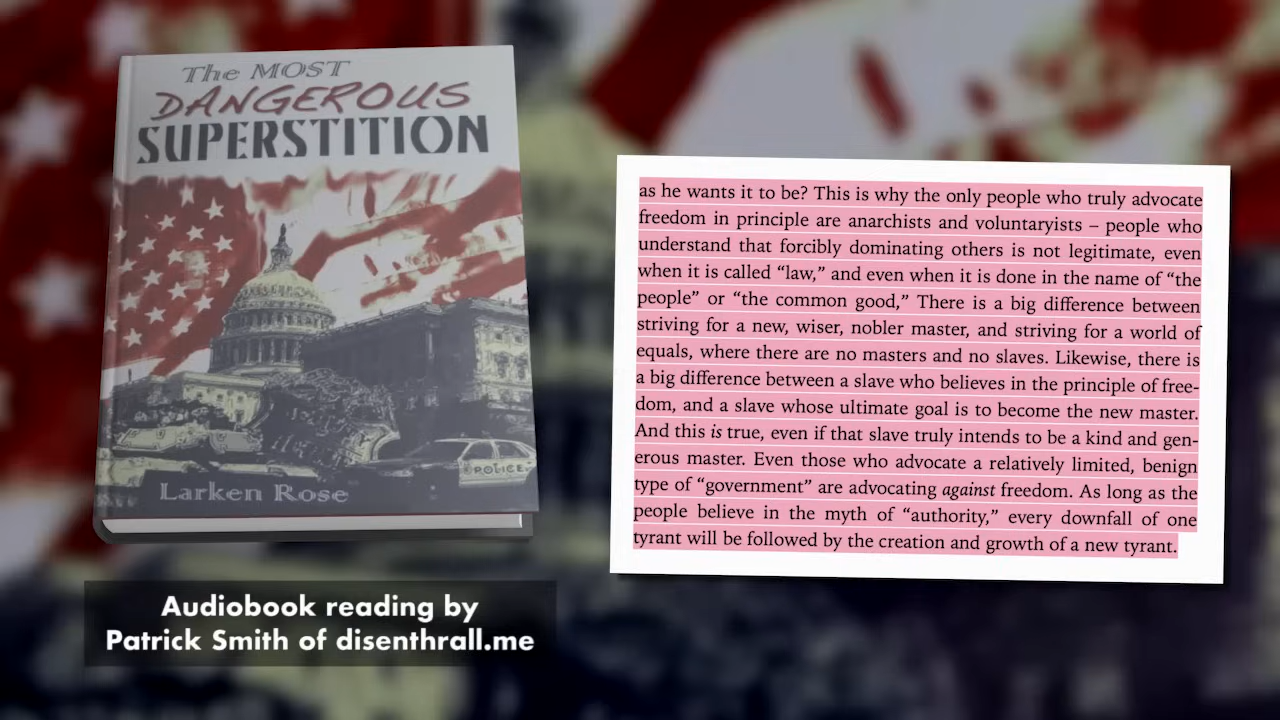 The MOST
DANGEROUS
SUPERSTITION
POLICE
Larken Rose
Audiobook reading by
Patrick Smith of disenthrall.me
as he wants it to be? This is why the only people who truly advocate
freedom in principle are anarchists and voluntaryists – people who
understand that forcibly dominating others is not legitimate, even
when it is called “law,” and even when it is done in the name of “the
people” or “the common good,” There is a big difference between
striving for a new, wiser, nobler master, and striving for a world of
equals, where there are no masters and no slaves. Likewise, there is
a big difference between a slave who believes in the principle of free-
dom, and a slave whose ultimate goal is to become the new master.
And this is true, even if that slave truly intends to be a kind and gen-
erous master. Even those who advocate a relatively limited, benign
type of “government” are advocating against freedom. As long as the
people believe in the myth of “authority,” every downfall of one
tyrant will be followed by the creation and growth of a new tyrant.